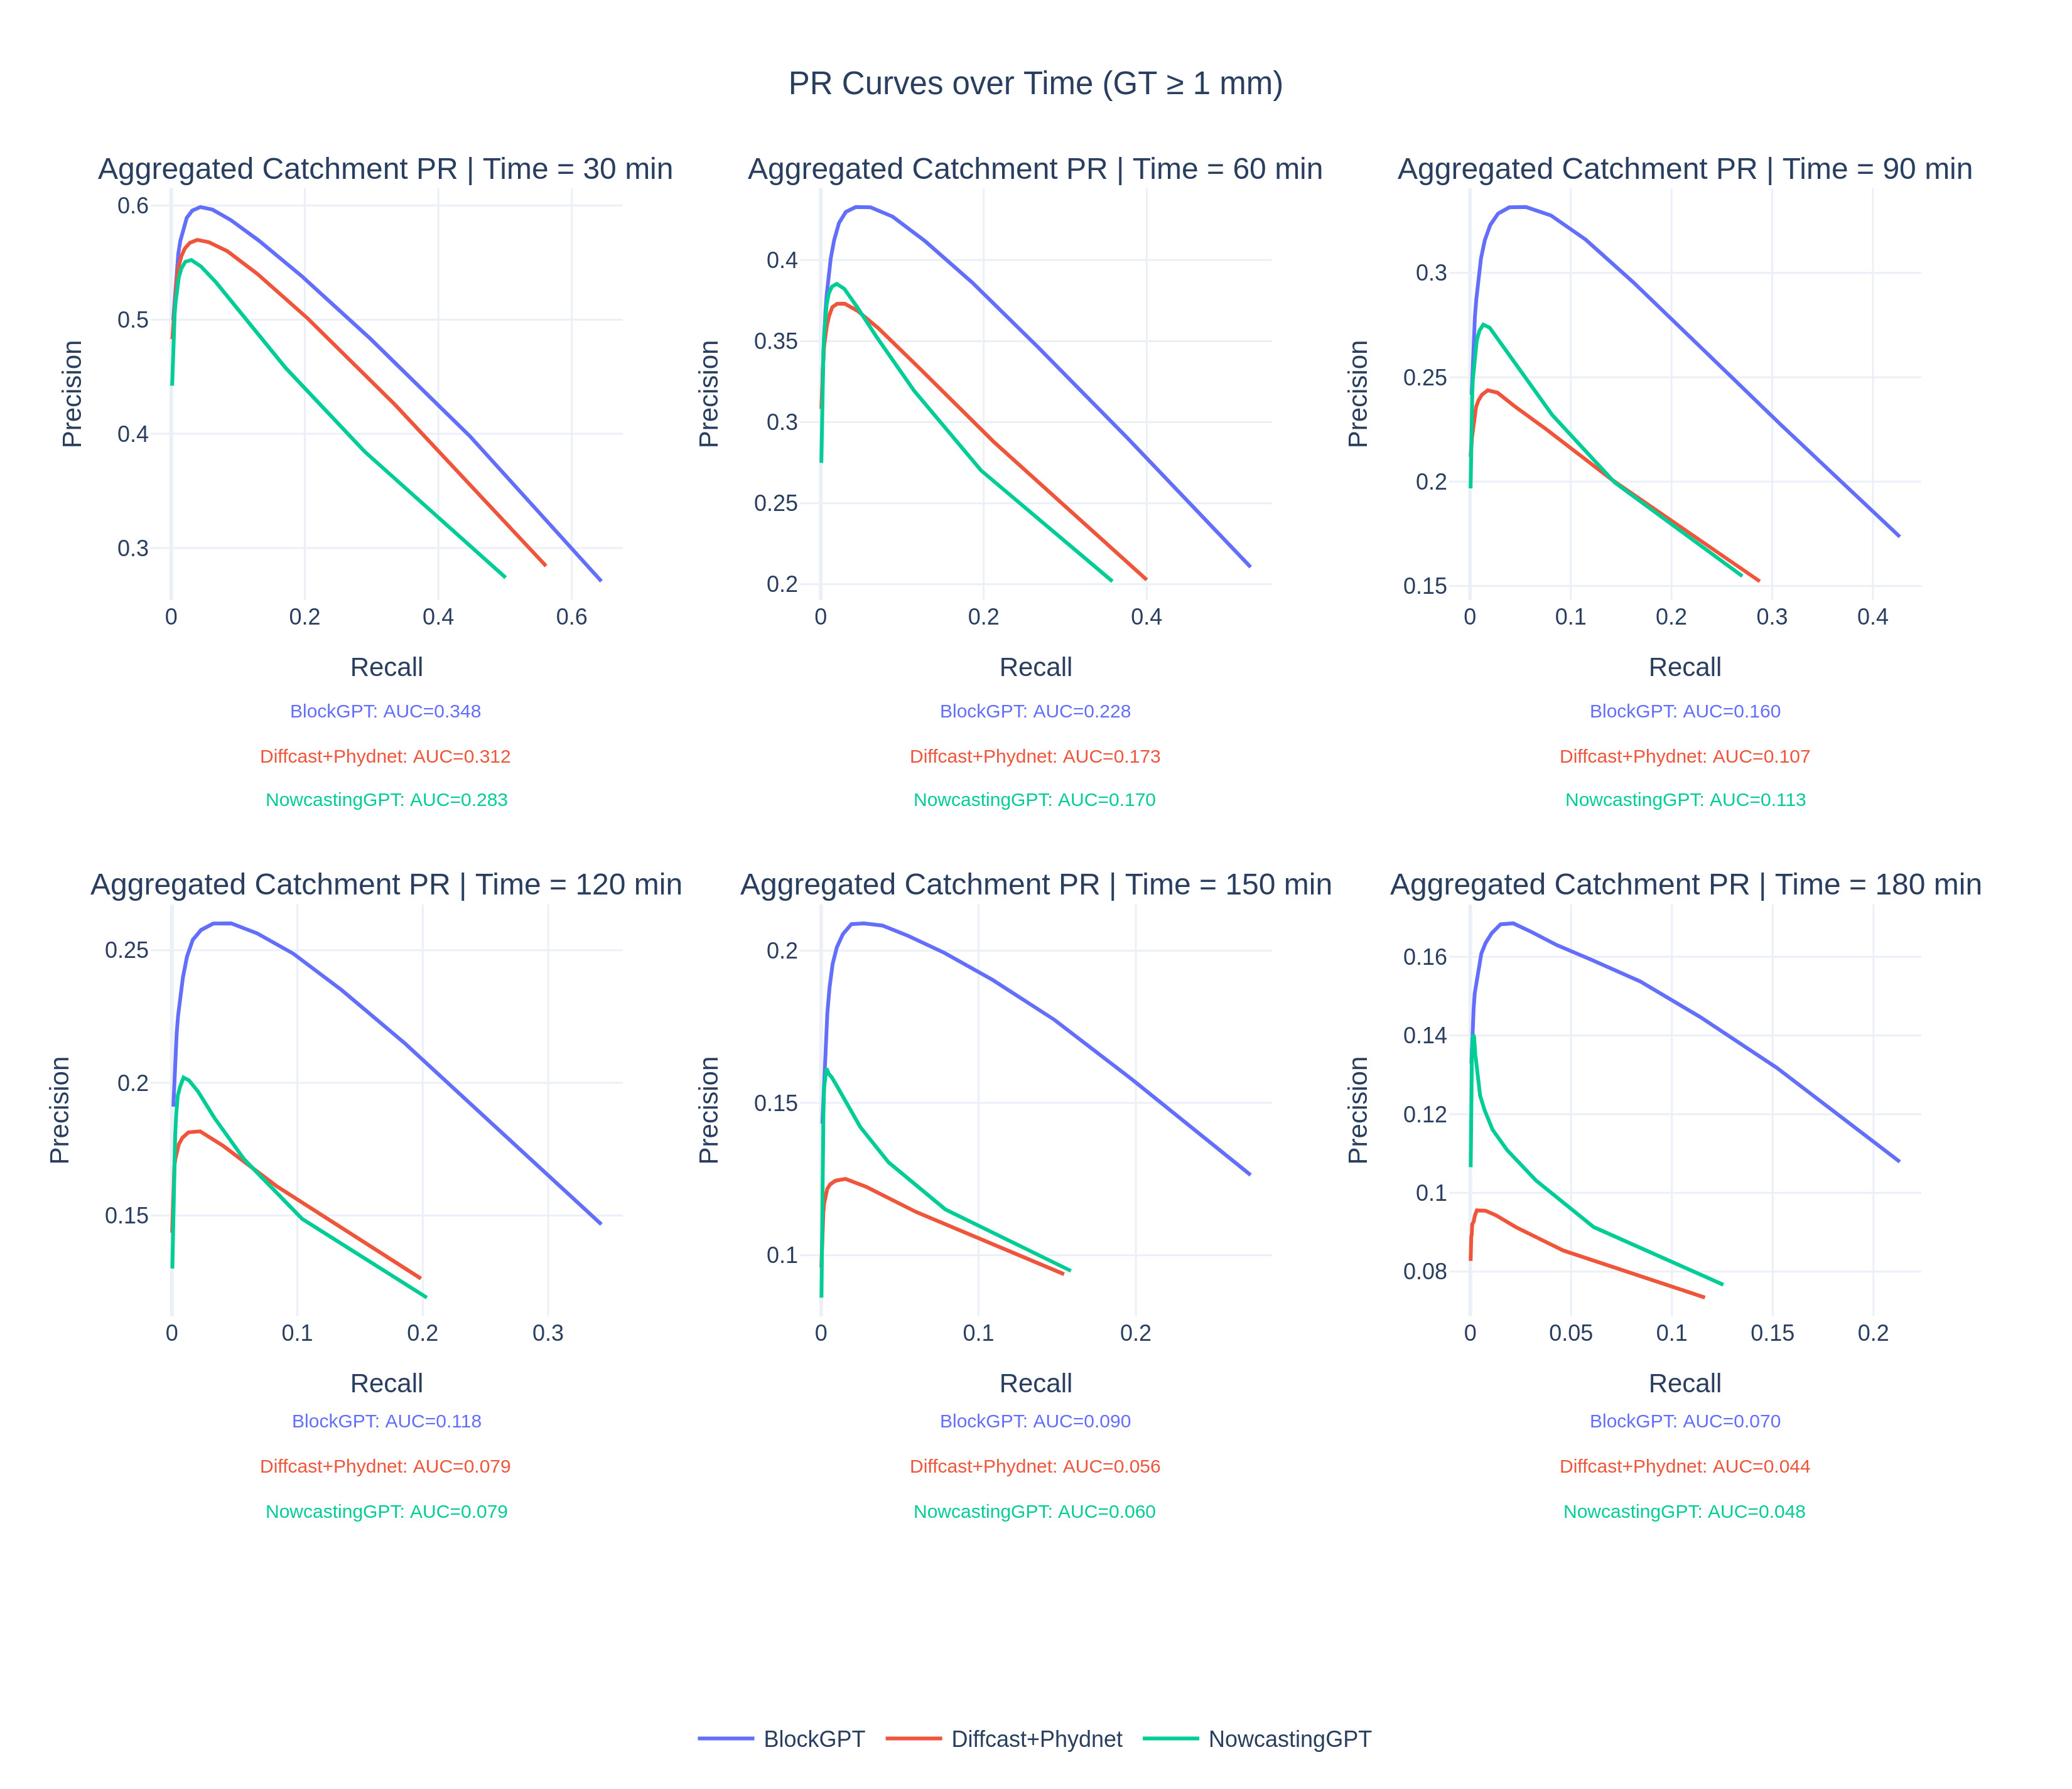 PR Curves over Time (GT ≥ 1 mm)
Aggregated Catchment PR | Time = 30 min
0.6
0.5
0.4
0.3
Precision
0 0.2 0.4 0.6
Recall
BlockGPT: AUC=0.348
Diffcast+Phydnet: AUC=0.312
NowcastingGPT: AUC=0.283
Aggregated Catchment PR | Time = 60 min
0.4
0.35
0.3
0.25
0.2
Precision
0 0.2 0.4
Recall
BlockGPT: AUC=0.228
Diffcast+Phydnet: AUC=0.173
NowcastingGPT: AUC=0.170
Aggregated Catchment PR | Time = 90 min
0.3
0.25
0.2
0.15
Precision
0 0.1 0.2 0.3 0.4
Recall
BlockGPT: AUC=0.160
Diffcast+Phydnet: AUC=0.107
NowcastingGPT: AUC=0.113
Aggregated Catchment PR | Time = 120 min
0.25
0.2
0.15
Precision
0 0.1 0.2 0.3
Recall
BlockGPT: AUC=0.118
Diffcast+Phydnet: AUC=0.079
NowcastingGPT: AUC=0.079
Aggregated Catchment PR | Time = 150 min
0.2
0.15
0.1
Precision
0 0.1 0.2
Recall
BlockGPT: AUC=0.090
Diffcast+Phydnet: AUC=0.056
NowcastingGPT: AUC=0.060
Aggregated Catchment PR | Time = 180 min
0.16
0.14
0.12
0.1
0.08
Precision
0 0.05 0.1 0.15 0.2
Recall
BlockGPT: AUC=0.070
Diffcast+Phydnet: AUC=0.044
NowcastingGPT: AUC=0.048
BlockGPT Diffcast+Phydnet NowcastingGPT